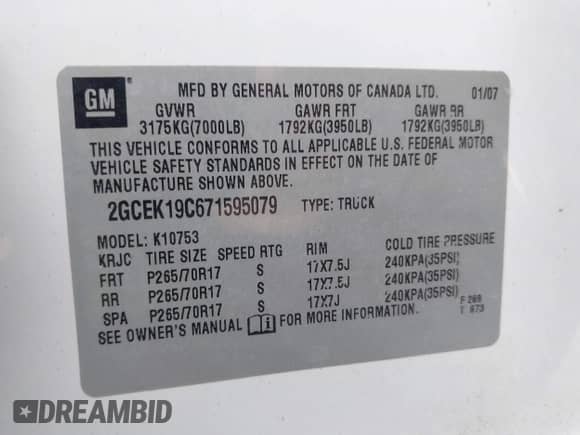 GM
MFD BY GENERAL MOTORS OF CANADA LTD. 01/07
GVWR GAWR FRT GAWR RR
3175KG(7000LB) 1792KG(3950LB) 1792KG(3950LB)
THIS VEHICLE CONFORMS TO ALL APPLICABLE U.S. FEDERAL MOTOR
VEHICLE SAFETY STANDARDS IN EFFECT ON THE DATE OF
MANUFACTURE SHOWN ABOVE.
2GCEK19C671595079 TYPE: TRUCK
MODEL: K10753
KRJC TIRE SIZE SPEED RTG RIM COLD TIRE PRESSURE
FRT P265/70R17 S 17X7.5J 240KPA(35PSI)
RR P265/70R17 S 17X7.5J 240KPA(35PSI)
SPA P265/70R17 S 17X7J 240KPA(35PSI)
SEE OWNER'S MANUAL FOR MORE INFORMATION. F 269
T 673
DREAMBID